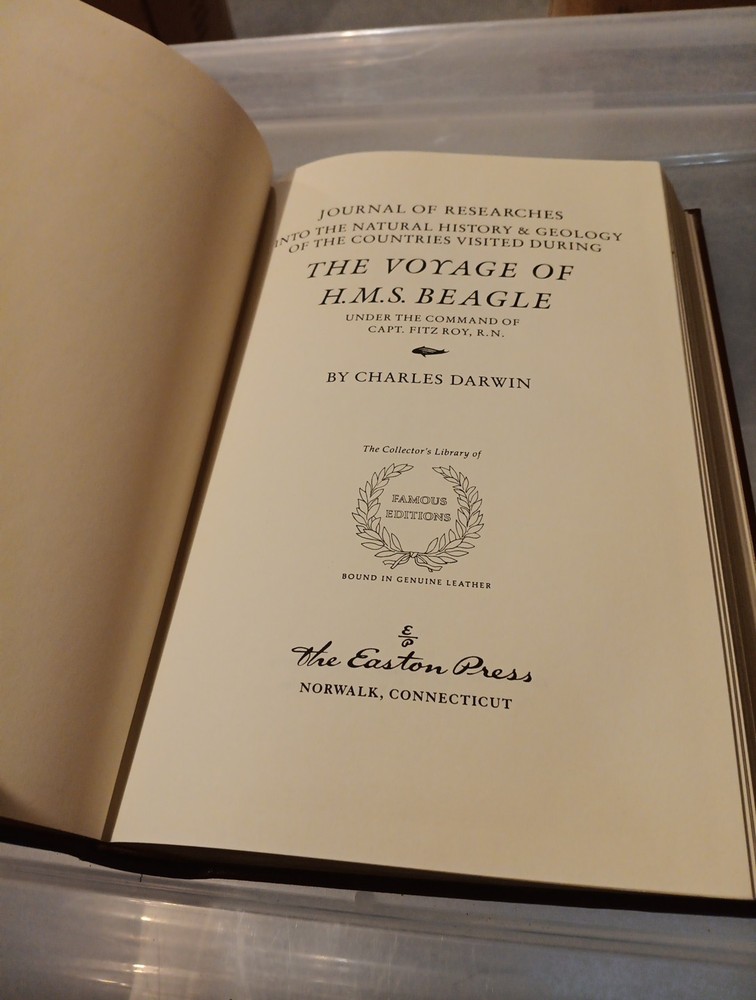 JOURNAL OF RESEARCHES
INTO THE NATURAL HISTORY & GEOLOGY
OF THE COUNTRIES VISITED DURING
THE VOYAGE OF
H.M.S. BEAGLE
UNDER THE COMMAND OF
CAPT. FITZ ROY, R.N.
BY CHARLES DARWIN
The Collector's Library of
FAMOUS
EDITIONS
BOUND IN GENUINE LEATHER
E
P
The Easton Press
NORWALK, CONNECTICUT